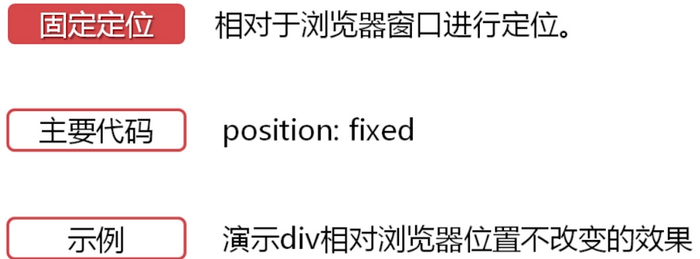 固定定位 相对于浏览器窗口进行定位。
主要代码 position: fixed
示例 演示div相对浏览器位置不改变的效果